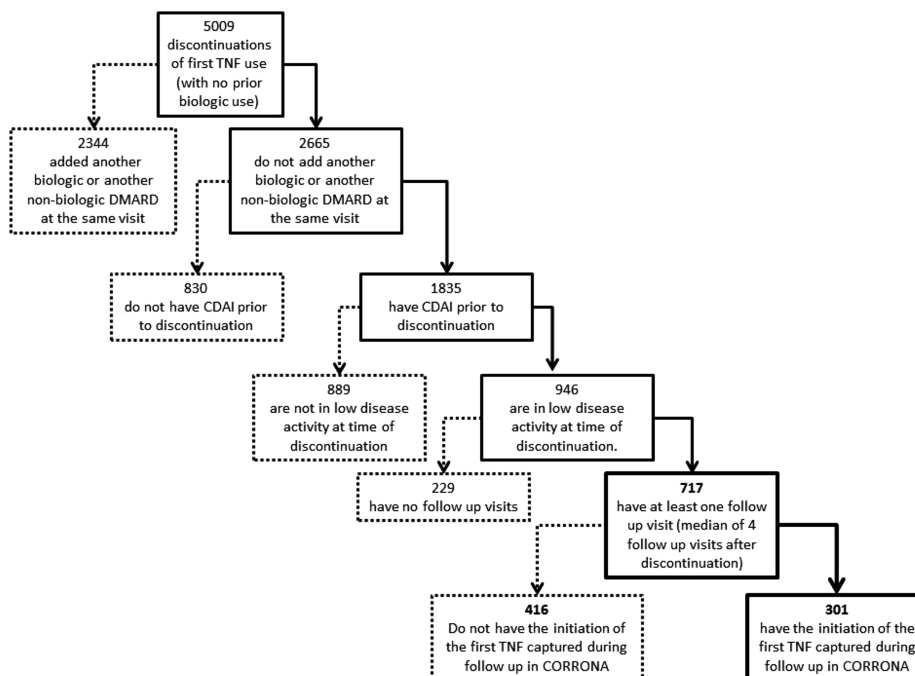 5009
discontinuations
of first TNF use
(with no prior
biologic use)
2344
added another
biologic or another
non-biologic DMARD
at the same visit
2665
do not add another
biologic or another
non-biologic DMARD
at the same visit
830
do not have CDAI prior
to discontinuation
1835
have CDAI prior to
discontinuation
889
are not in low disease
activity at time of
discontinuation
946
are in low disease
activity at time of
discontinuation.
229
have no follow up visits
717
have at least one follow
up visit (median of 4
follow up visits after
discontinuation)
416
Do not have the initiation of
the first TNF captured during
follow up in CORRONA
301
have the initiation of the
first TNF captured during
follow up in CORRONA